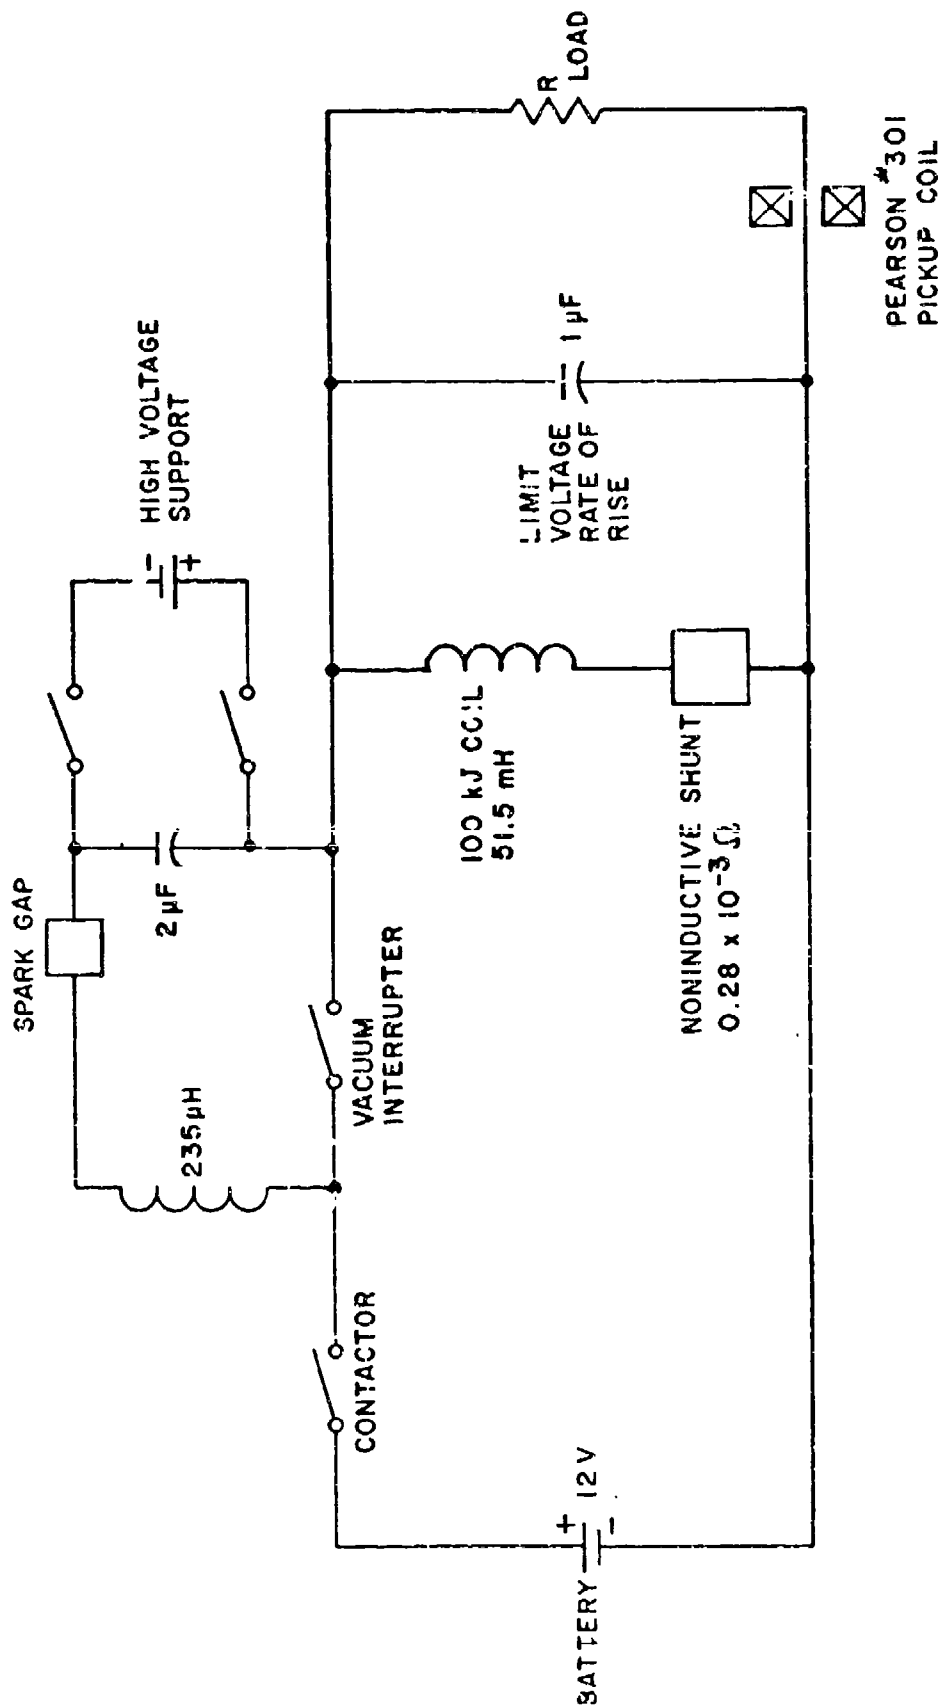 SPARK GAP
235μH
2μF
HIGH VOLTAGE
SUPPORT
-
+
CONTACTOR
VACUUM
INTERRUPTER
100 kJ COIL
51.5 mH
LIMIT
VOLTAGE
RATE OF
RISE
1μF
R
LOAD
BATTERY
+
-
12V
NONINDUCTIVE SHUNT
0.28 x 10⁻³ Ω
PEARSON #301
PICKUP COIL